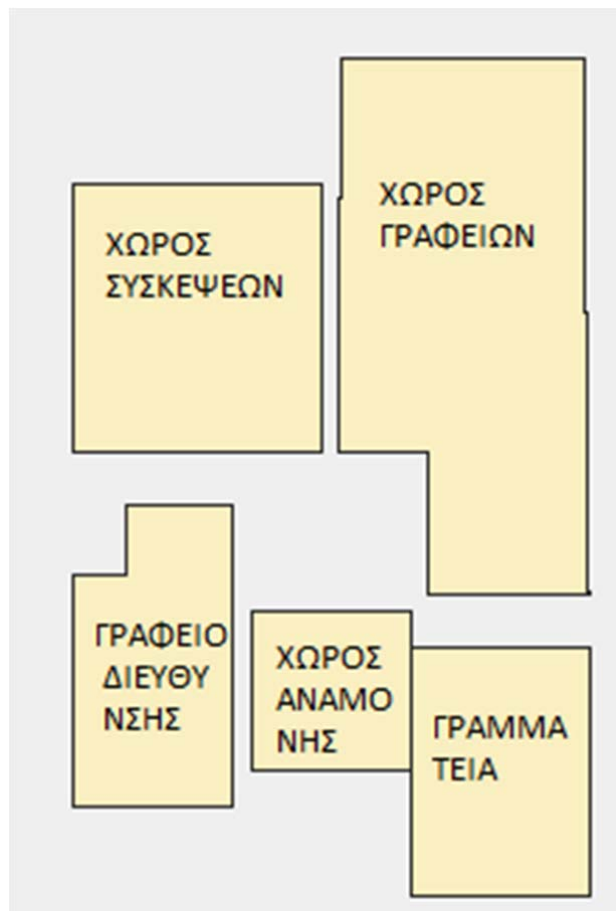 ΧΩΡΟΣ
ΓΡΑΦΕΙΩΝ
ΧΩΡΟΣ
ΣΥΣΚΕΨΕΩΝ
ΓΡΑΦΕΙΟ
ΔΙΕΥΘΥ
ΝΣΗΣ
ΧΩΡΟΣ
ΑΝΑΜΟ
ΝΗΣ
ΓΡΑΜΜΑ
ΤΕΙΑ